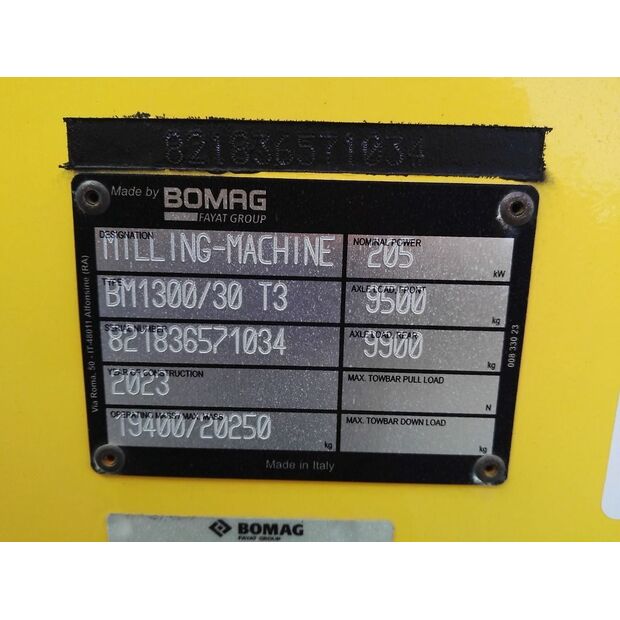 821836571034
Made by BOMAG
FAYAT GROUP
DESIGNATION
MILLING-MACHINE
NOMINAL POWER
205
kW
TYPE
BM1300/30 T3
AXLE LOAD, FRONT
9500
kg
SERIAL NUMBER
821836571034
AXLE LOAD, REAR
9900
kg
YEAR OF CONSTRUCTION
2023
MAX. TOWBAR PULL LOAD
N
OPERATING MASS/ MAX. MASS
19400/20250
kg
MAX. TOWBAR DOWN LOAD
kg
Made in Italy
Via Roma, 50 - IT-48011 Alfonsine (RA)
008 330 23
BOMAG
FAYAT GROUP